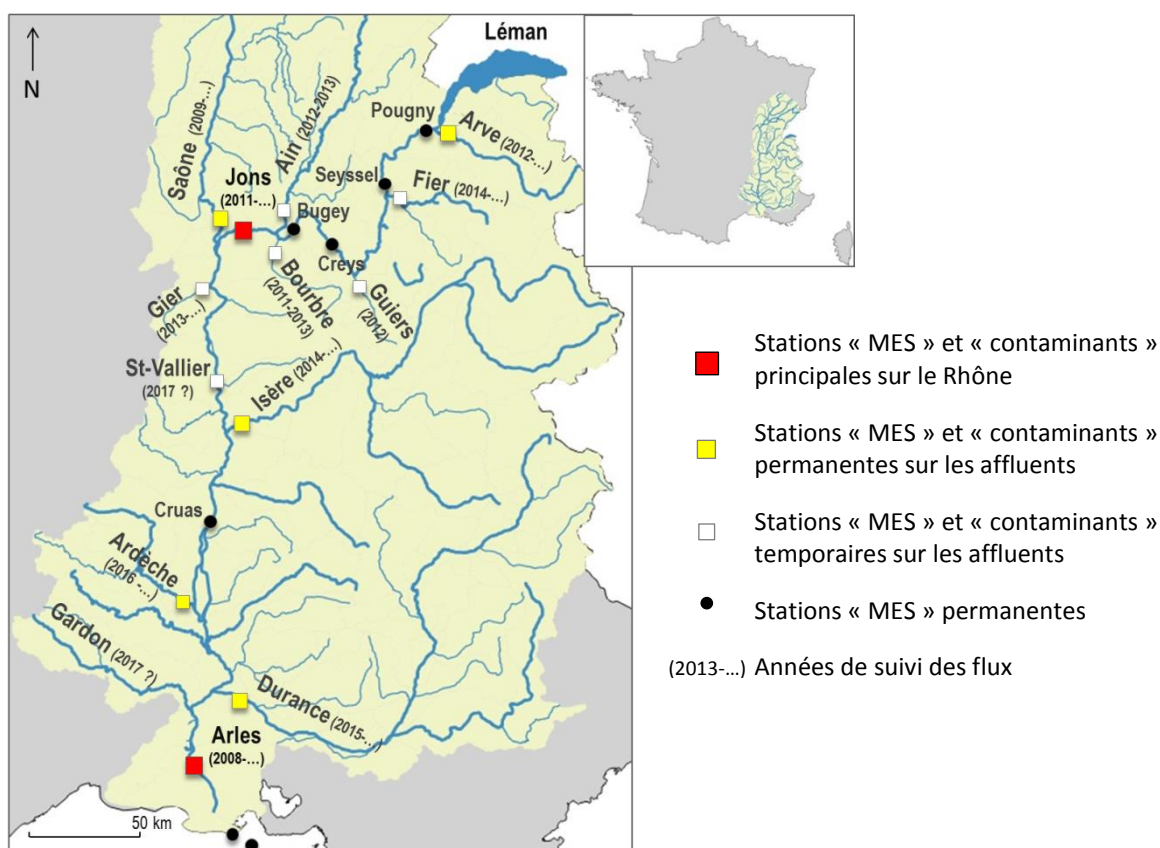 Léman
N
Pougny
Arve (2012-...)
Saône (2009-...)
Ain (2012-2013)
Seyssel
Fier (2014-...)
Jons
(2011-...)
Bugey
Creys
Bourbre
(2011-2013)
Guiers
(2012)
Gier
(2013-...)
St-Vallier
(2017 ?)
Isère (2014-...)
Cruas
Ardèche
(2016 -...)
Gardon (2017 ?)
Durance (2015-...)
Arles
(2008-...)
50 km
Stations « MES » et « contaminants »
principales sur le Rhône
Stations « MES » et « contaminants »
permanentes sur les affluents
Stations « MES » et « contaminants »
temporaires sur les affluents
Stations « MES » permanentes
(2013-...) Années de suivi des flux